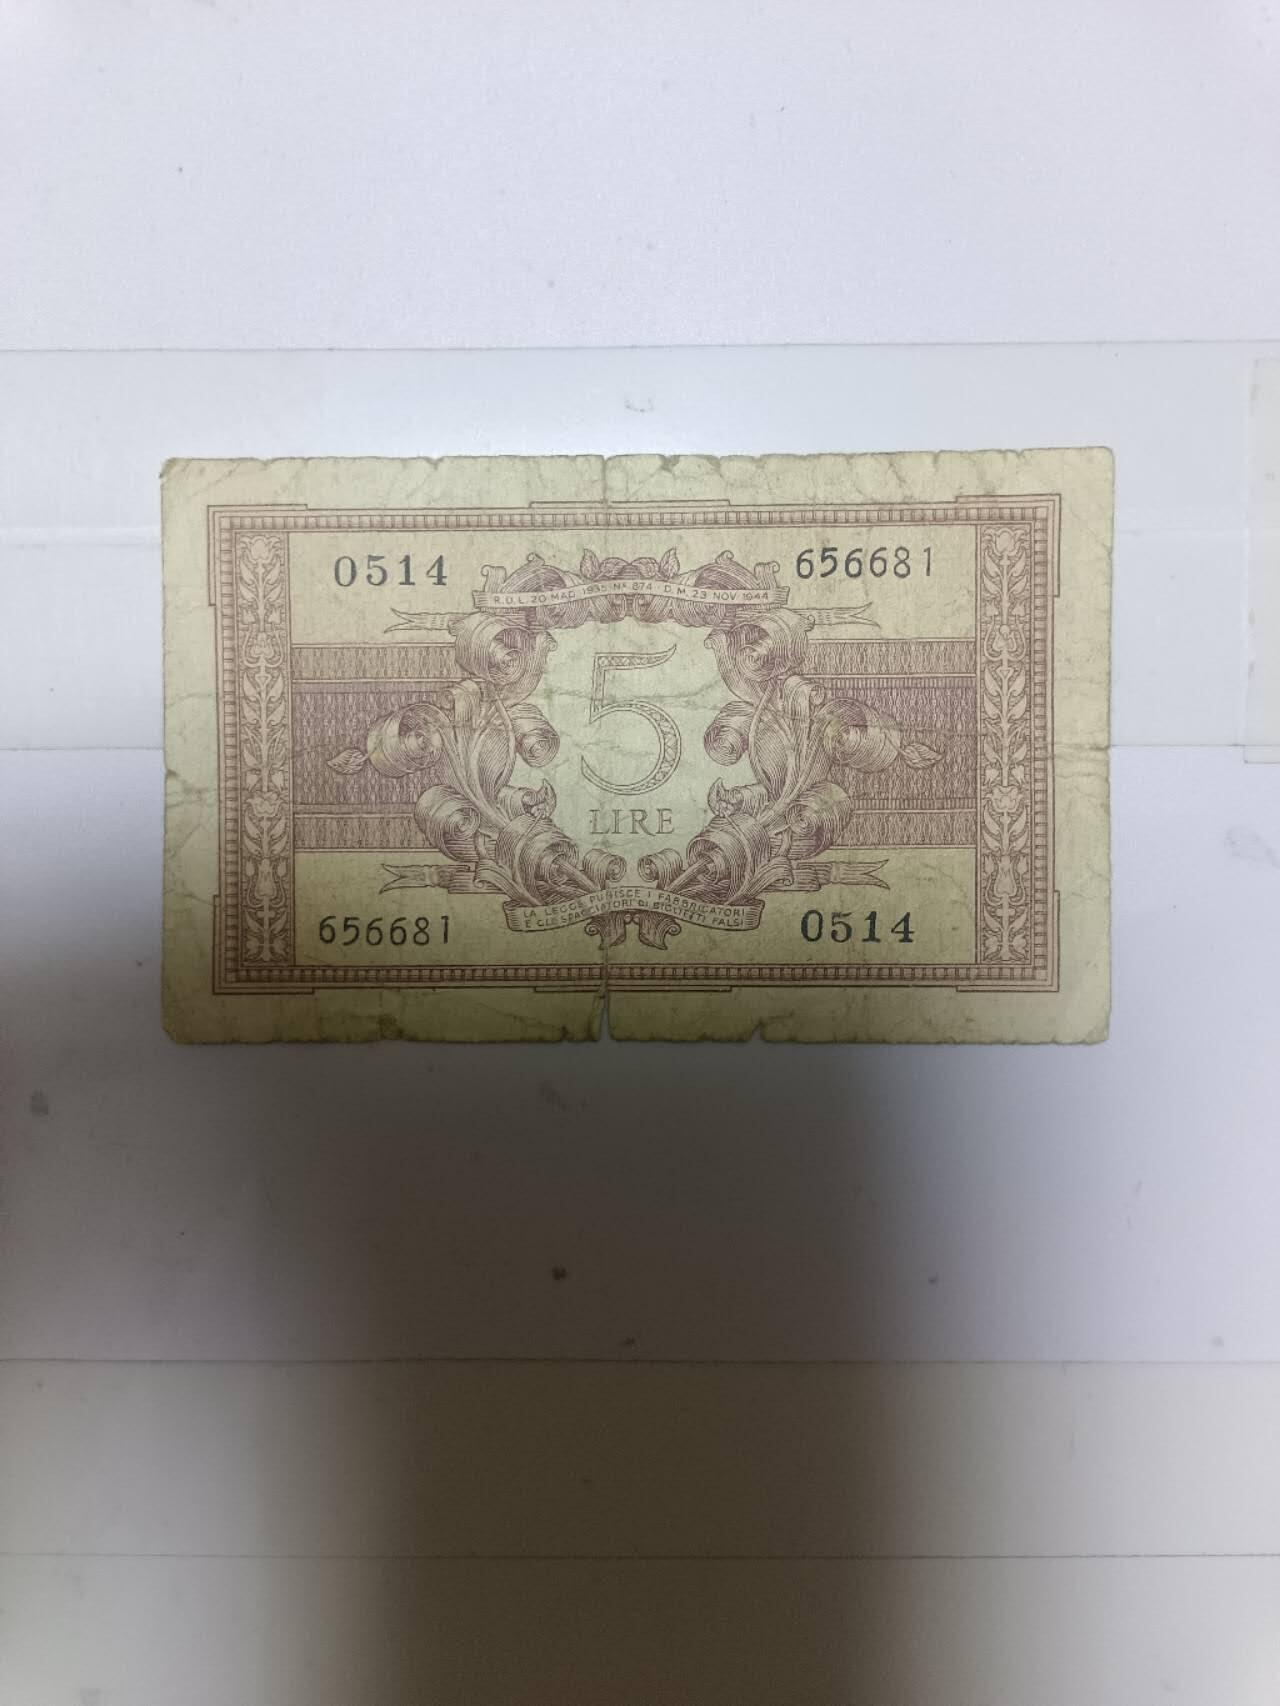 0514
656681
R.D.L. 20 MAG. 1935 Nº 874 · D.M. 23 NOV 1944
5
LIRE
LA LEGGE PUNISCE I FABBRICATORI
E GLI SPACCIATORI DI BIGLIETTI FALSI
656681
0514